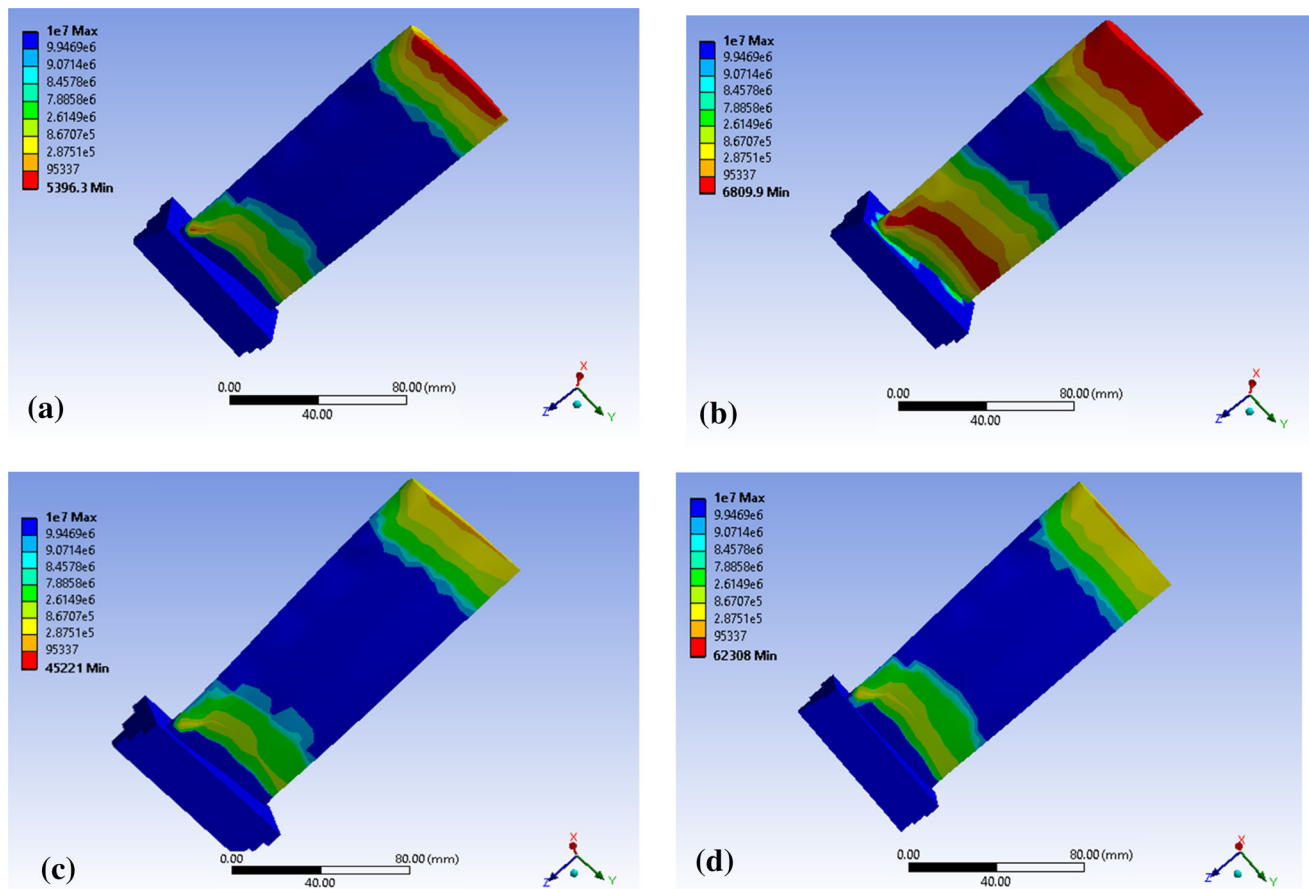 1e7 Max
9.9469e6
9.0714e6
8.4578e6
7.8858e6
2.6149e6
8.6707e5
2.8751e5
95337
5396.3 Min
0.00 80.00 (mm)
40.00
X
Z
Y
(a)
1e7 Max
9.9469e6
9.0714e6
8.4578e6
7.8858e6
2.6149e6
8.6707e5
2.8751e5
95337
6809.9 Min
0.00 80.00 (mm)
40.00
X
Z
Y
(b)
1e7 Max
9.9469e6
9.0714e6
8.4578e6
7.8858e6
2.6149e6
8.6707e5
2.8751e5
95337
45221 Min
0.00 80.00 (mm)
40.00
X
Z
Y
(c)
1e7 Max
9.9469e6
9.0714e6
8.4578e6
7.8858e6
2.6149e6
8.6707e5
2.8751e5
95337
62308 Min
0.00 80.00 (mm)
40.00
X
Z
Y
(d)